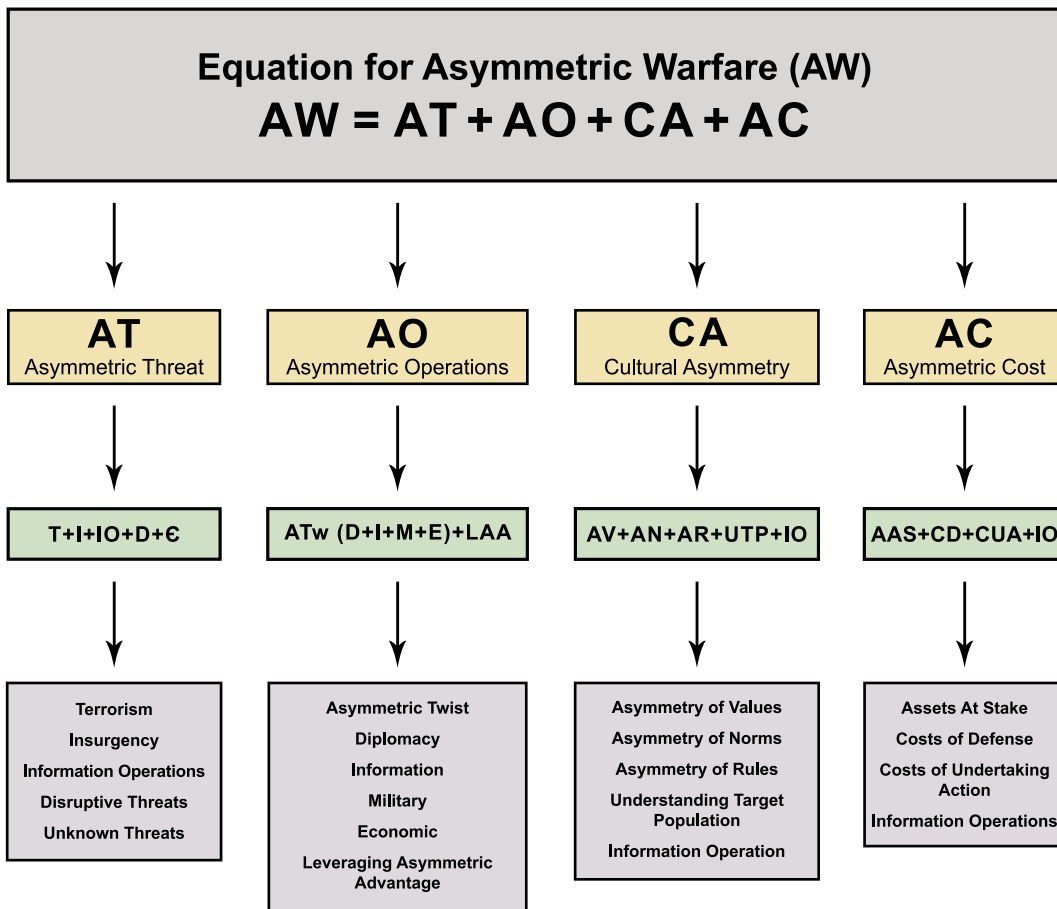 Equation for Asymmetric Warfare (AW)
AW = AT + AO + CA + AC
AT
Asymmetric Threat
AO
Asymmetric Operations
CA
Cultural Asymmetry
AC
Asymmetric Cost
T+I+IO+D+Є
ATw (D+I+M+E)+LAA
AV+AN+AR+UTP+IO
AAS+CD+CUA+IO
Terrorism
Insurgency
Information Operations
Disruptive Threats
Unknown Threats
Asymmetric Twist
Diplomacy
Information
Military
Economic
Leveraging Asymmetric
Advantage
Asymmetry of Values
Asymmetry of Norms
Asymmetry of Rules
Understanding Target
Population
Information Operation
Assets At Stake
Costs of Defense
Costs of Undertaking
Action
Information Operations